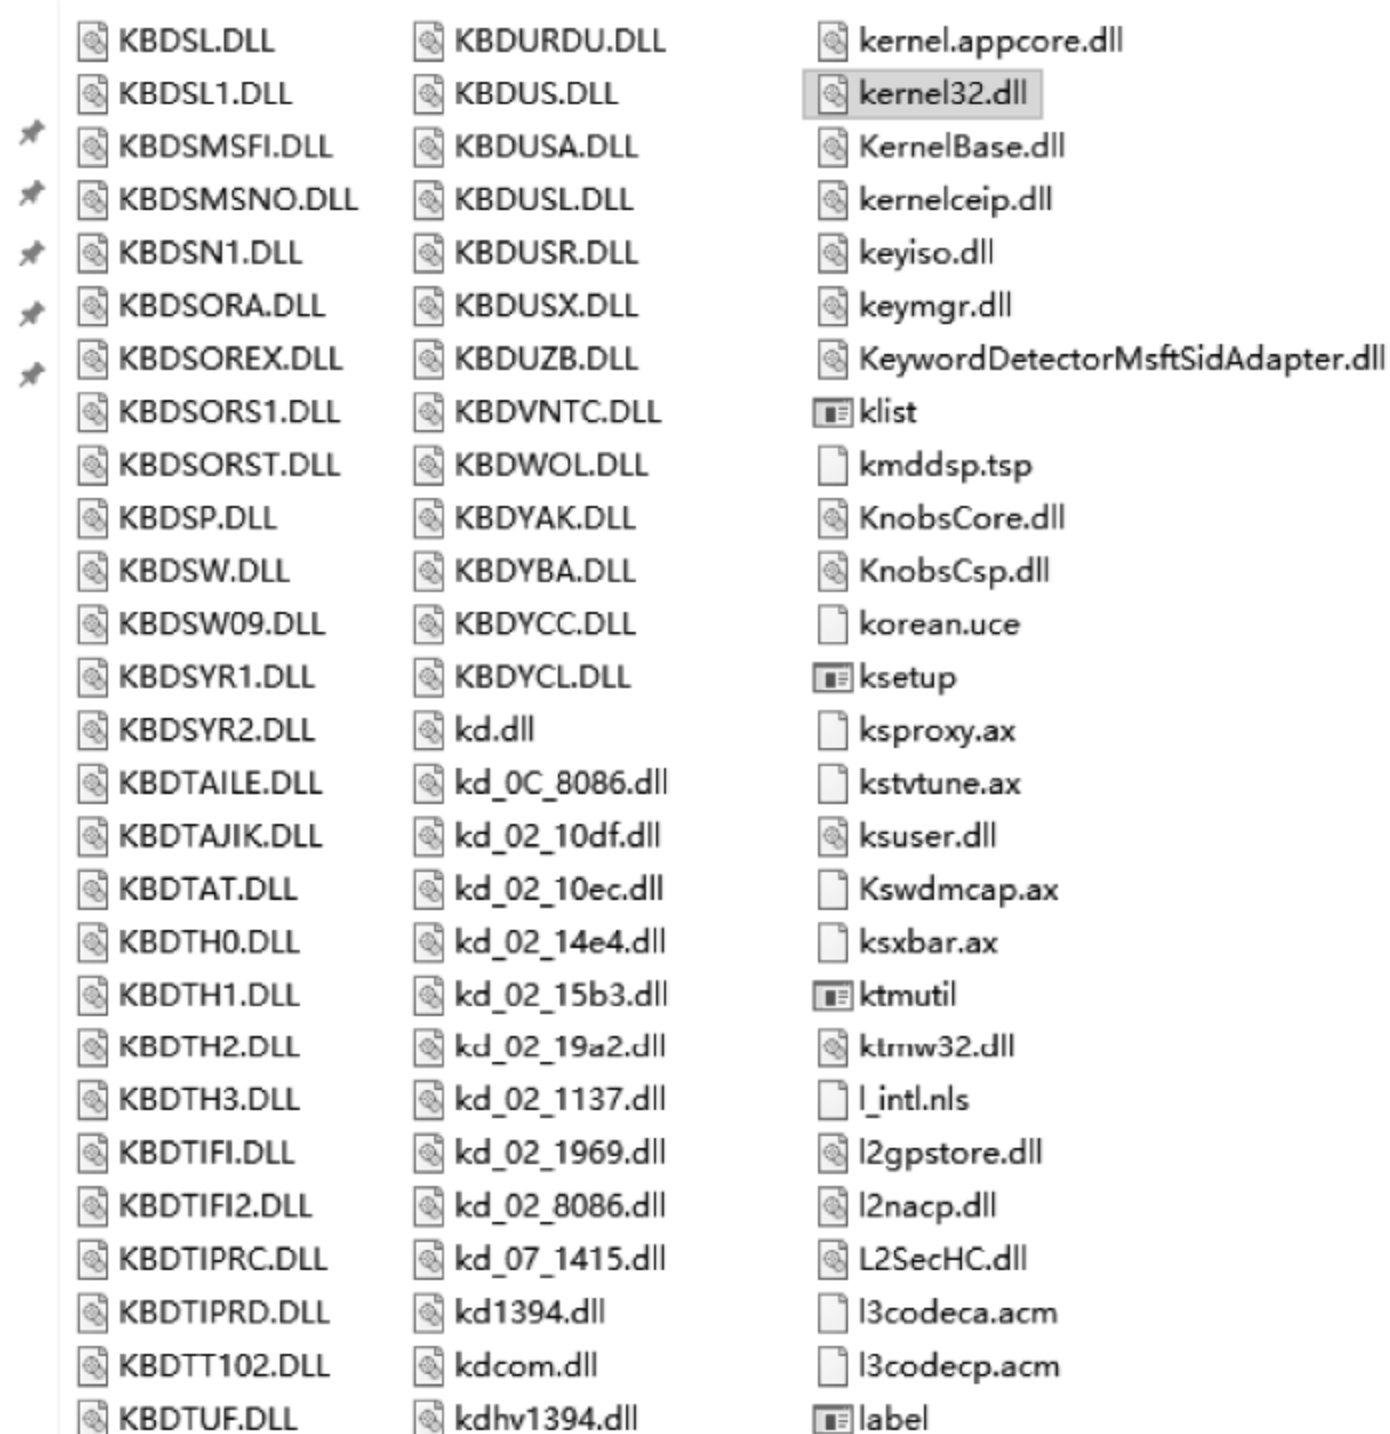 KBDSL.DLL
KBDSL1.DLL
KBDSMSFI.DLL
KBDSMSNO.DLL
KBDSN1.DLL
KBDSORA.DLL
KBDSOREX.DLL
KBDSORS1.DLL
KBDSORST.DLL
KBDSP.DLL
KBDSW.DLL
KBDSW09.DLL
KBDSYR1.DLL
KBDSYR2.DLL
KBDTAILE.DLL
KBDTAJIK.DLL
KBDTAT.DLL
KBDTH0.DLL
KBDTH1.DLL
KBDTH2.DLL
KBDTH3.DLL
KBDTIFI.DLL
KBDTIFI2.DLL
KBDTIPRC.DLL
KBDTIPRD.DLL
KBDTT102.DLL
KBDTUF.DLL
KBDURDU.DLL
KBDUS.DLL
KBDUSA.DLL
KBDUSL.DLL
KBDUSR.DLL
KBDUSX.DLL
KBDUZB.DLL
KBDVNTC.DLL
KBDWOL.DLL
KBDYAK.DLL
KBDYBA.DLL
KBDYCC.DLL
KBDYCL.DLL
kd.dll
kd_0C_8086.dll
kd_02_10df.dll
kd_02_10ec.dll
kd_02_14e4.dll
kd_02_15b3.dll
kd_02_19a2.dll
kd_02_1137.dll
kd_02_1969.dll
kd_02_8086.dll
kd_07_1415.dll
kd1394.dll
kdcom.dll
kdhv1394.dll
kernel.appcore.dll
kernel32.dll
KernelBase.dll
kernelceip.dll
keyiso.dll
keymgr.dll
KeywordDetectorMsftSidAdapter.dll
klist
kmddsp.tsp
KnobsCore.dll
KnobsCsp.dll
korean.uce
ksetup
ksproxy.ax
kstvtune.ax
ksuser.dll
Kswdmcap.ax
ksxbar.ax
ktmutil
ktmw32.dll
l_intl.nls
l2gpstore.dll
l2nacp.dll
L2SecHC.dll
l3codeca.acm
l3codecp.acm
label